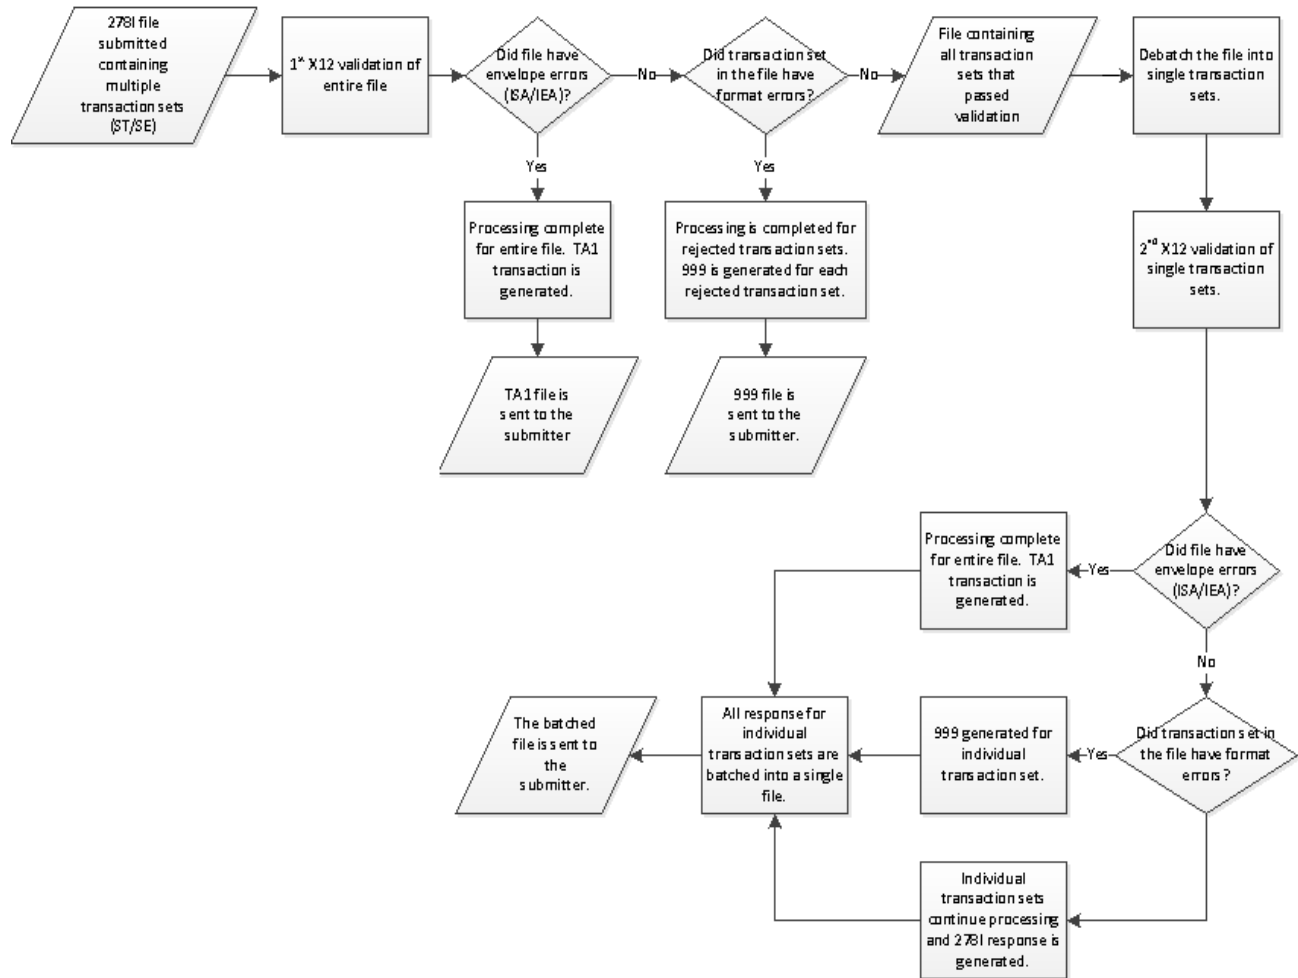 278I file
submitted
containing
multiple
transaction sets
(ST/SE)
1st X12 validation of
entire file
Did file have
envelope errors
(ISA/IEA)?
No
Did transaction set
in the file have
format errors?
No
File containing
all transaction
sets that
passed
validation
Debatch the file into
single transaction
sets.
Yes
Yes
Processing complete
for entire file. TA1
transaction is
generated.
Processing is completed for
rejected transaction sets.
999 is generated for each
rejected transaction set.
2nd X12 validation of
single transaction
sets.
TA1 file is
sent to the
submitter
999 file is
sent to the
submitter.
Processing complete
for entire file. TA1
transaction is
generated.
Yes
Did file have
envelope errors
(ISA/IEA)?
No
The batched
file is sent to
the
submitter.
All response for
individual
transaction sets are
batched into a single
file.
999 generated for
individual
transaction set.
Yes
Did transaction set in
the file have format
errors?
Individual
transaction sets
continue processing
and 278I response is
generated.